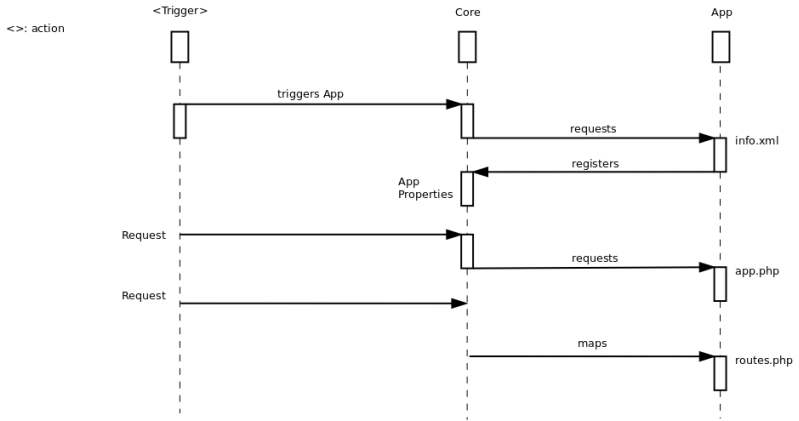 <Trigger>
Core
App
<>: action
triggers App
requests
info.xml
registers
App
Properties
Request
requests
app.php
Request
maps
routes.php